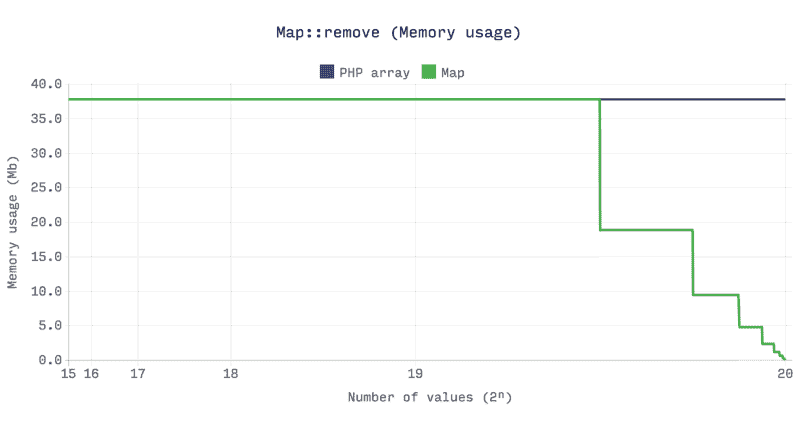 Map::remove (Memory usage)
PHP array Map
40.0
35.0
30.0
25.0
20.0
15.0
10.0
5.0
0.0
Memory usage (Mb)
15 16 17 18 19 20
Number of values (2ⁿ)